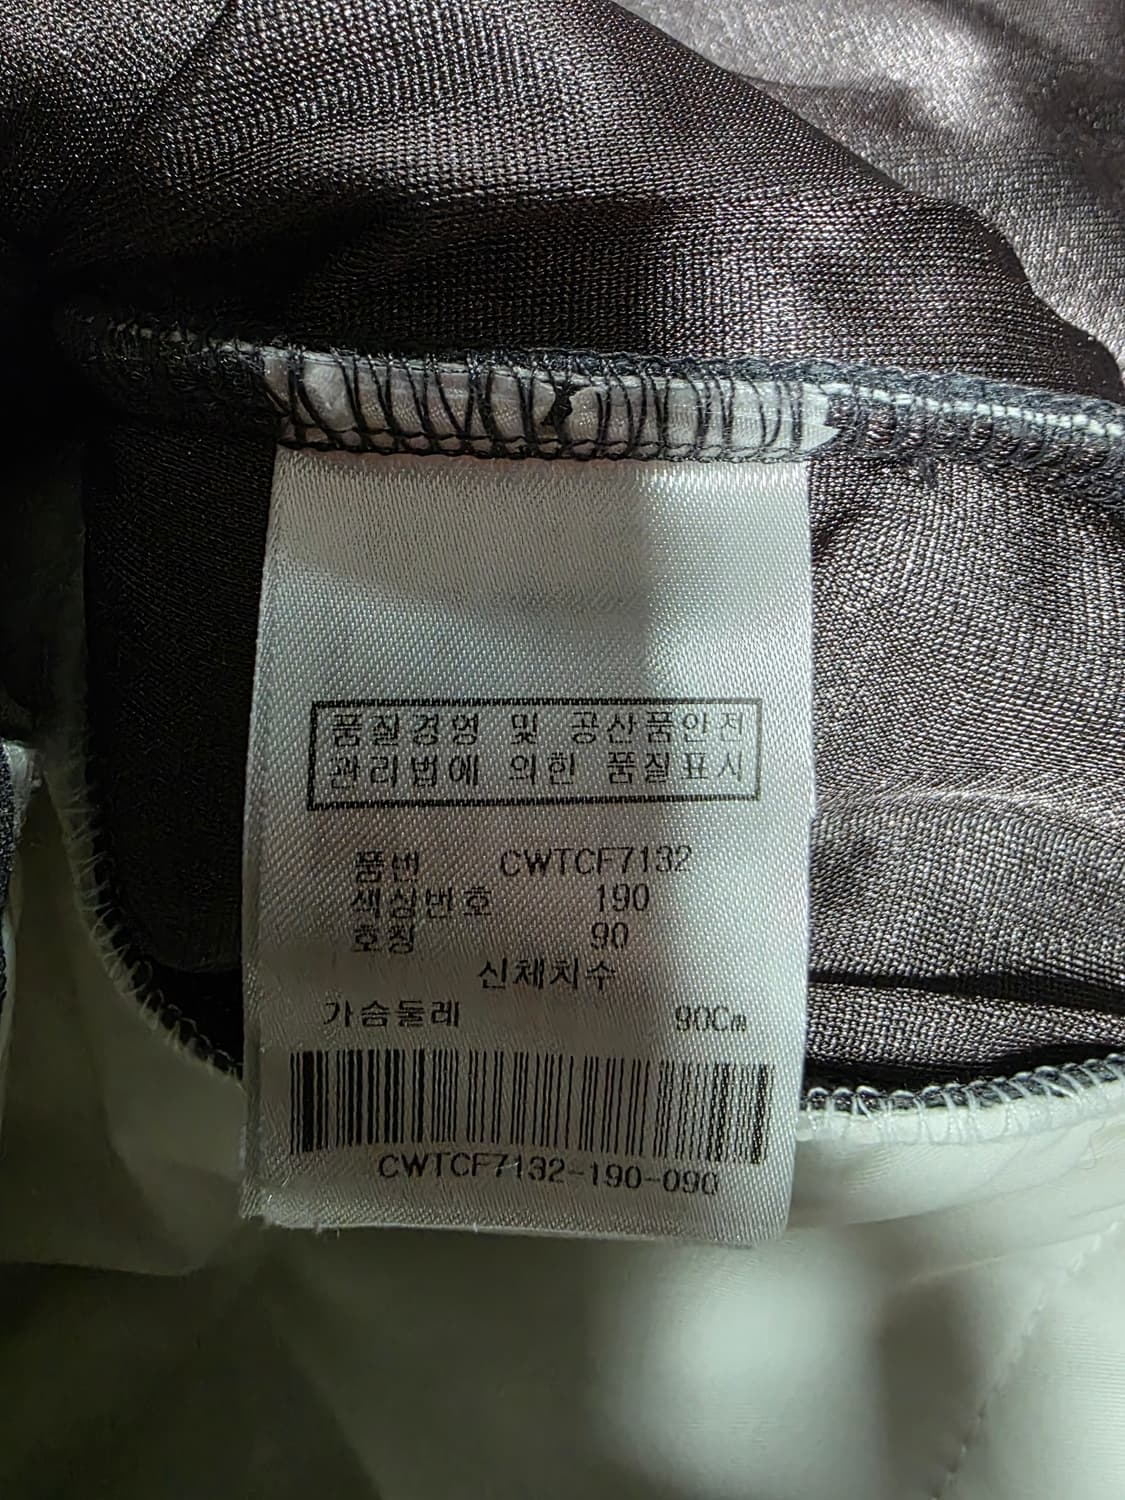 품질경영 및 공산품안전
관리법에 의한 품질표시
품번 CWTCF7132
색상번호 190
호칭 90
신체치수
가슴둘레 90Cm
CWTCF7132-190-090